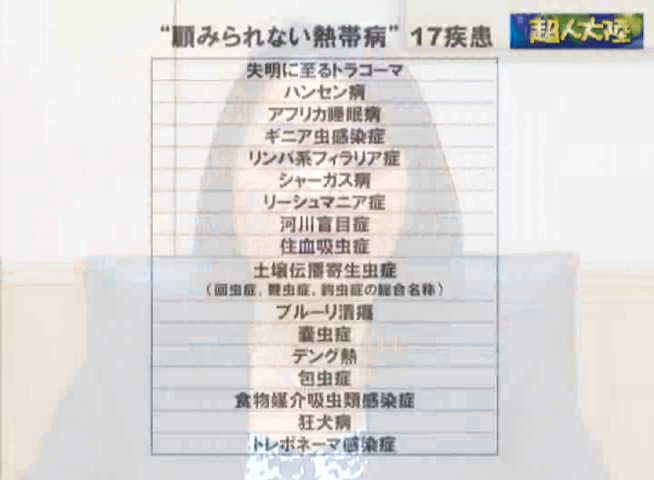 “顧みられない熱帯病” 17疾患
超人大陸
失明に至るトラコーマ
ハンセン病
アフリカ睡眠病
ギニア虫感染症
リンパ系フィラリア症
シャーガス病
リーシュマニア症
河川盲目症
住血吸虫症
土壌伝播寄生虫症
（回虫症、鞭虫症、鉤虫症の総合名称）
ブルーリ潰瘍
嚢虫症
デング熱
包虫症
食物媒介吸虫類感染症
狂犬病
トレポネーマ感染症